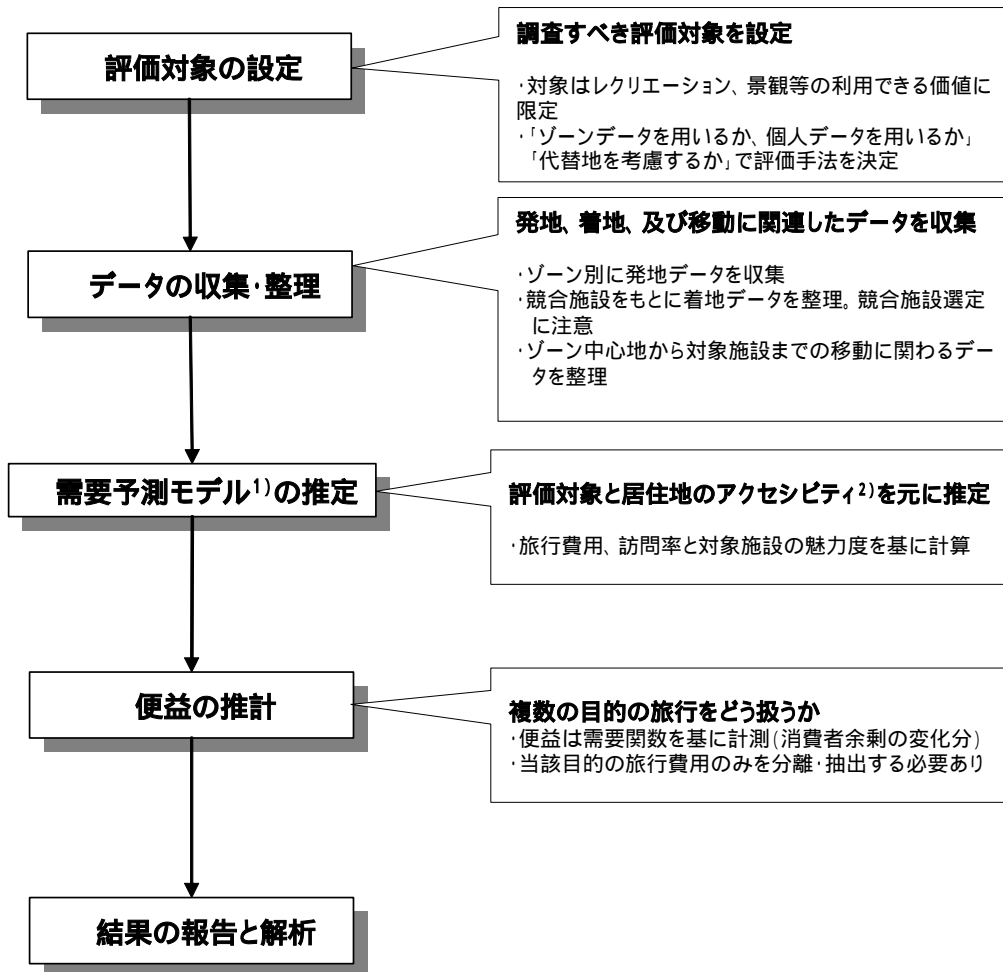 評価対象の設定
調査すべき評価対象を設定
・対象はレクリエーション、景観等の利用できる価値に
限定
・「ゾーンデータを用いるか、個人データを用いるか」
「代替地を考慮するか」で評価手法を決定
データの収集・整理
発地、着地、及び移動に関連したデータを収集
・ゾーン別に発地データを収集
・競合施設をもとに着地データを整理。競合施設選定
に注意
・ゾーン中心地から対象施設までの移動に関わるデー
タを整理
需要予測モデル1)の推定
評価対象と居住地のアクセシビティ2)を元に推定
・旅行費用、訪問率と対象施設の魅力度を基に計算
便益の推計
複数の目的の旅行をどう扱うか
・便益は需要関数を基に計測(消費者余剰の変化分)
・当該目的の旅行費用のみを分離・抽出する必要あり
結果の報告と解析